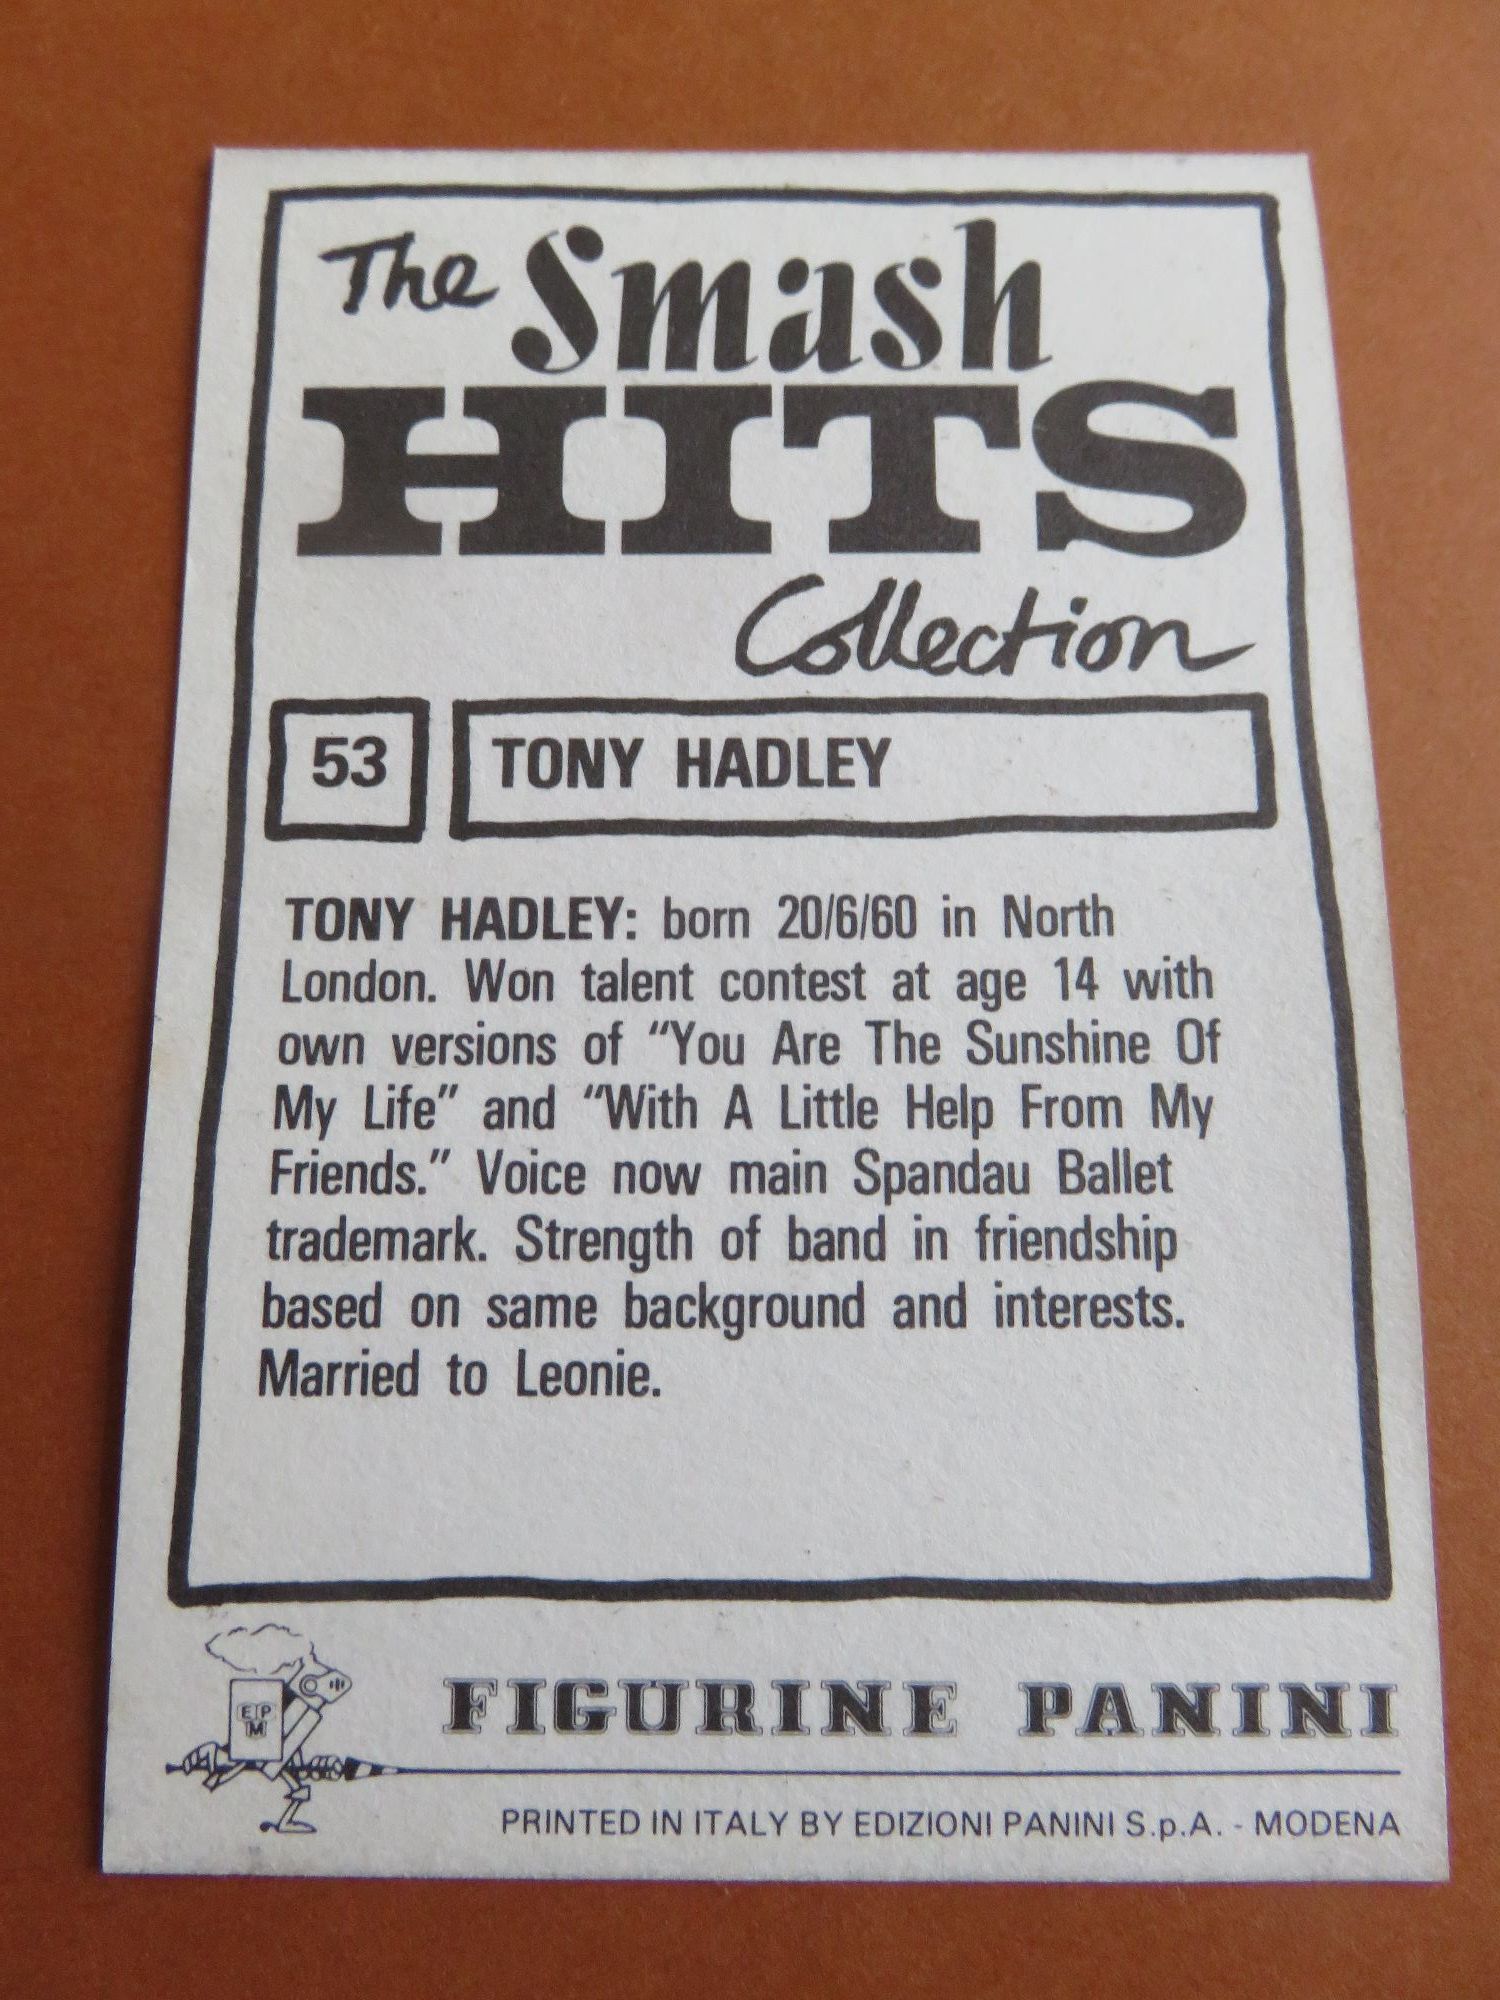 The Smash
HITS
Collection
53
TONY HADLEY
TONY HADLEY: born 20/6/60 in North
London. Won talent contest at age 14 with
own versions of “You Are The Sunshine Of
My Life” and “With A Little Help From My
Friends.” Voice now main Spandau Ballet
trademark. Strength of band in friendship
based on same background and interests.
Married to Leonie.
EPM
FIGURINE PANINI
PRINTED IN ITALY BY EDIZIONI PANINI S.p.A. - MODENA